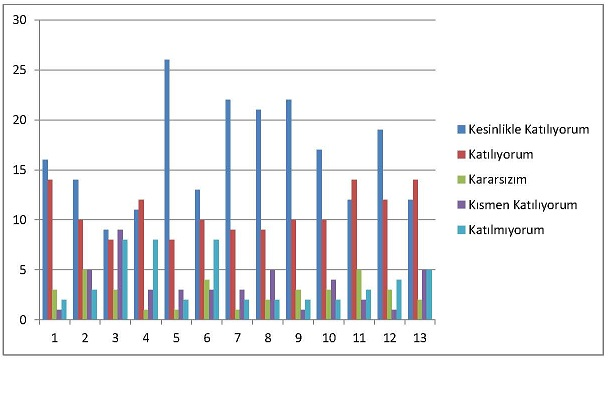 30
25
20
15
10
5
0
1 2 3 4 5 6 7 8 9 10 11 12 13
Kesinlikle Katılıyorum
Katılıyorum
Kararsızım
Kısmen Katılıyorum
Katılmıyorum